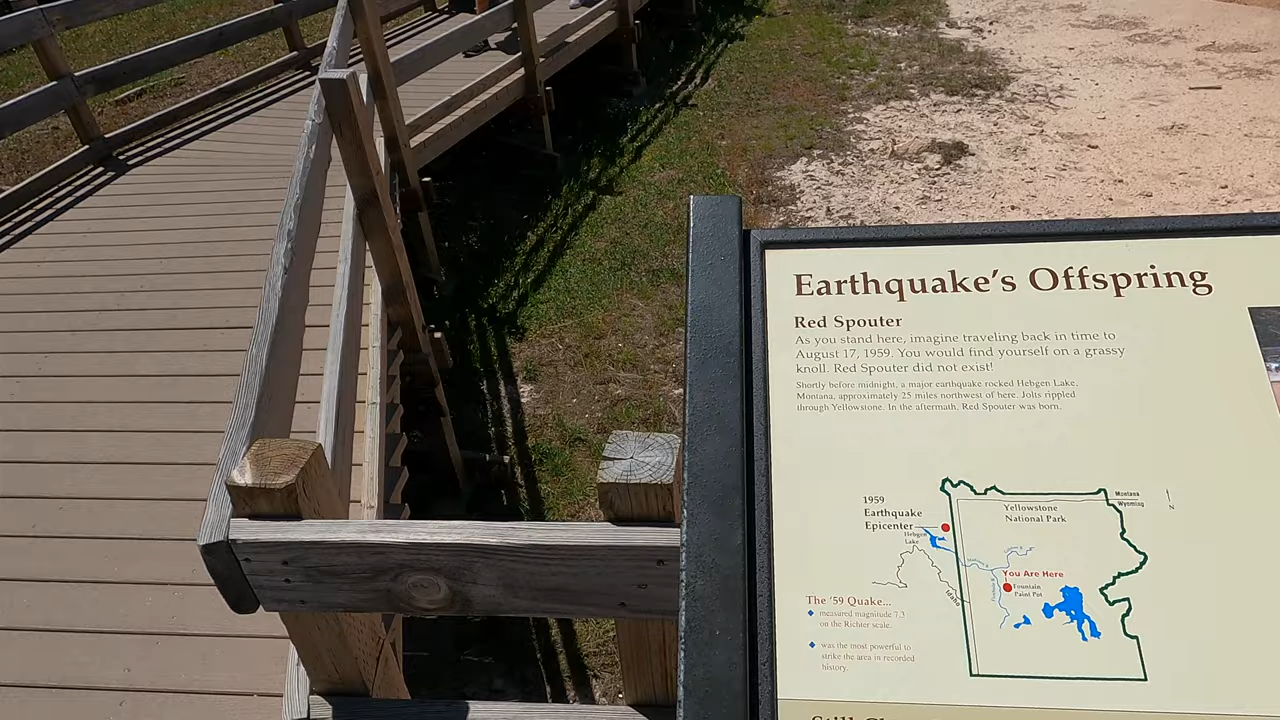 Earthquake's Offspring
Red Spouter
As you stand here, imagine traveling back in time to
August 17, 1959. You would find yourself on a grassy
knoll. Red Spouter did not exist!
Shortly before midnight, a major earthquake rocked Hebgen Lake,
Montana, approximately 25 miles northwest of here. Jolts rippled
through Yellowstone. In the aftermath, Red Spouter was born.
1959
Earthquake
Epicenter
Hebgen
Lake
Montana
Wyoming
N
Yellowstone
National Park
Idaho
You Are Here
Fountain
Paint Pot
The '59 Quake...
measured magnitude 7.3
on the Richter scale.
was the most powerful to
strike the area in recorded
history.